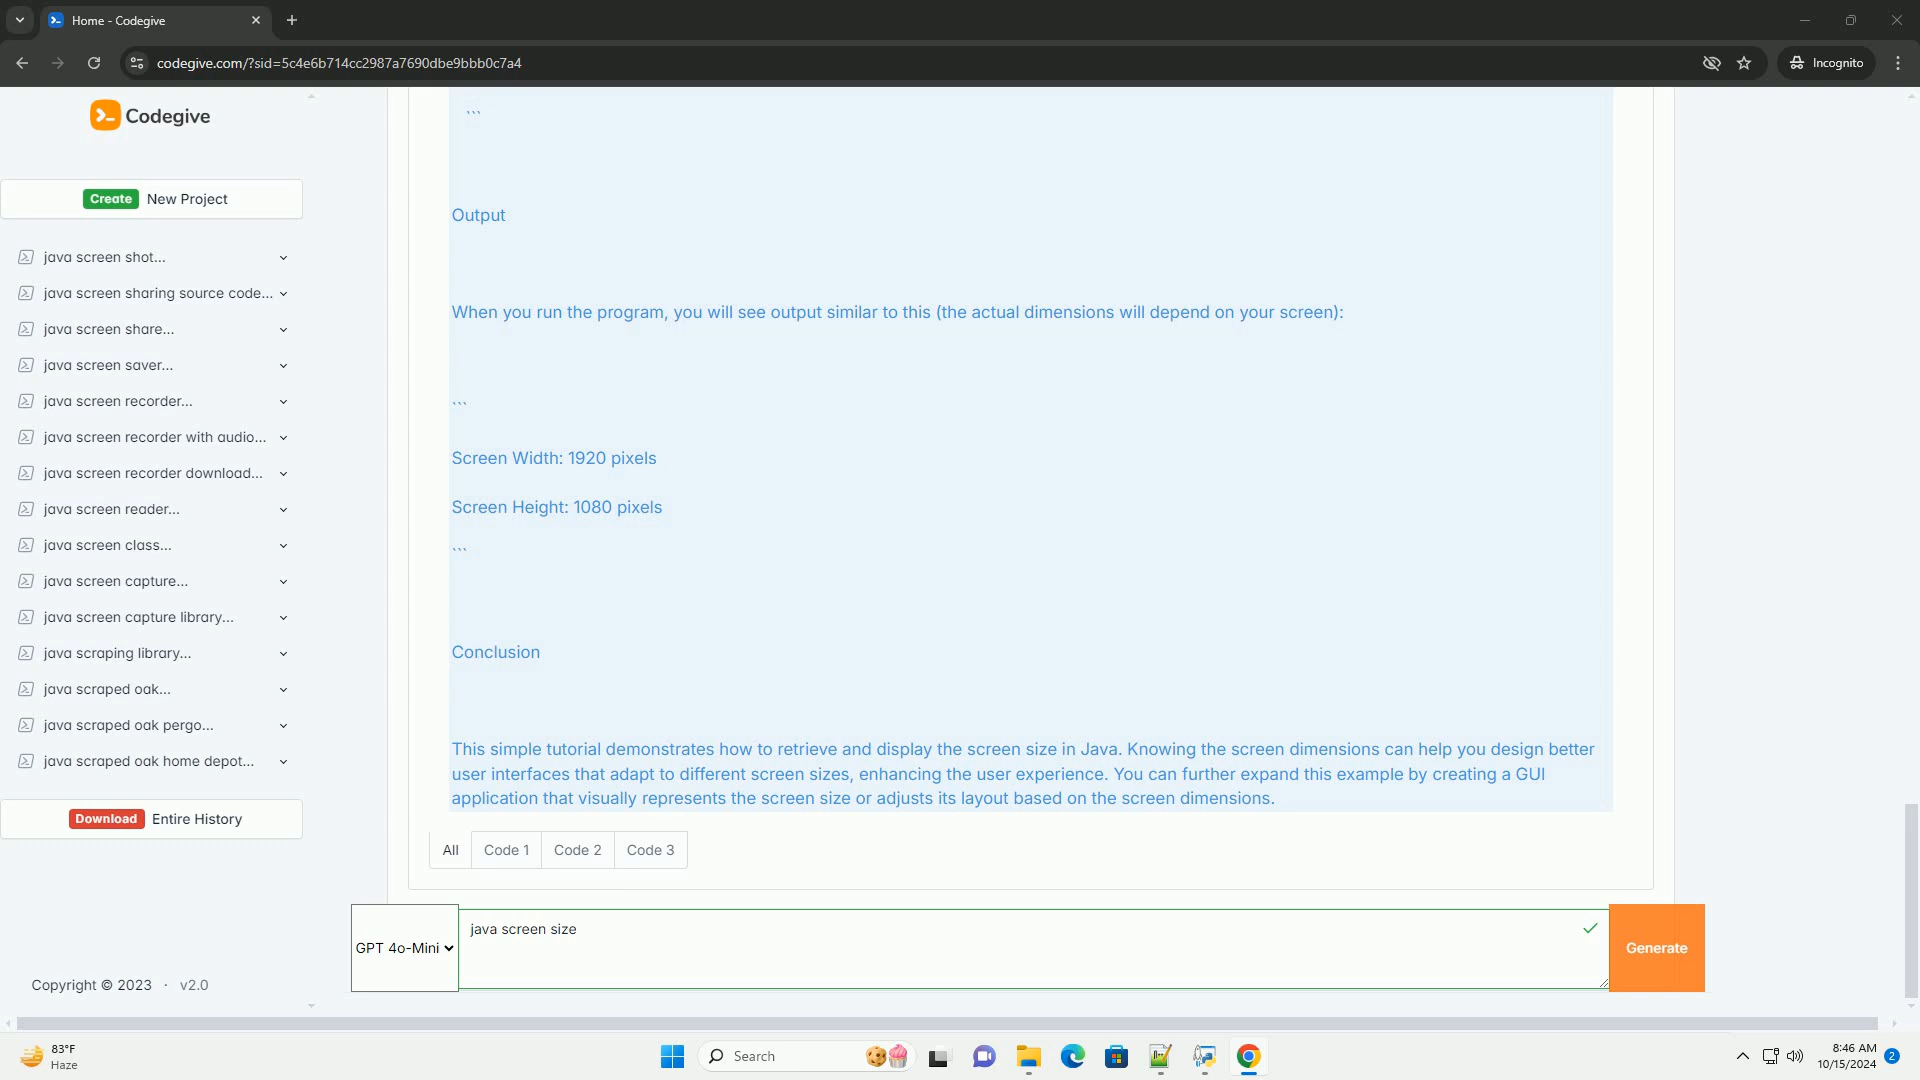 Home - Codegive
codegive.com/?sid=5c4e6b714cc2987a7690dbe9bbb0c7a4
Incognito
Codegive
Create New Project
java screen shot...
java screen sharing source code...
java screen share...
java screen saver...
java screen recorder...
java screen recorder with audio...
java screen recorder download...
java screen reader...
java screen class...
java screen capture...
java screen capture library...
java scraping library...
java scraped oak...
java scraped oak pergo...
java scraped oak home depot...
Download Entire History
Copyright © 2023 · v2.0
```
Output
When you run the program, you will see output similar to this (the actual dimensions will depend on your screen):
```
Screen Width: 1920 pixels
Screen Height: 1080 pixels
```
Conclusion
This simple tutorial demonstrates how to retrieve and display the screen size in Java. Knowing the screen dimensions can help you design better
user interfaces that adapt to different screen sizes, enhancing the user experience. You can further expand this example by creating a GUI
application that visually represents the screen size or adjusts its layout based on the screen dimensions.
All Code 1 Code 2 Code 3
GPT 4o-Mini
java screen size
Generate
83°F
Haze
Search
8:46 AM
10/15/2024
2